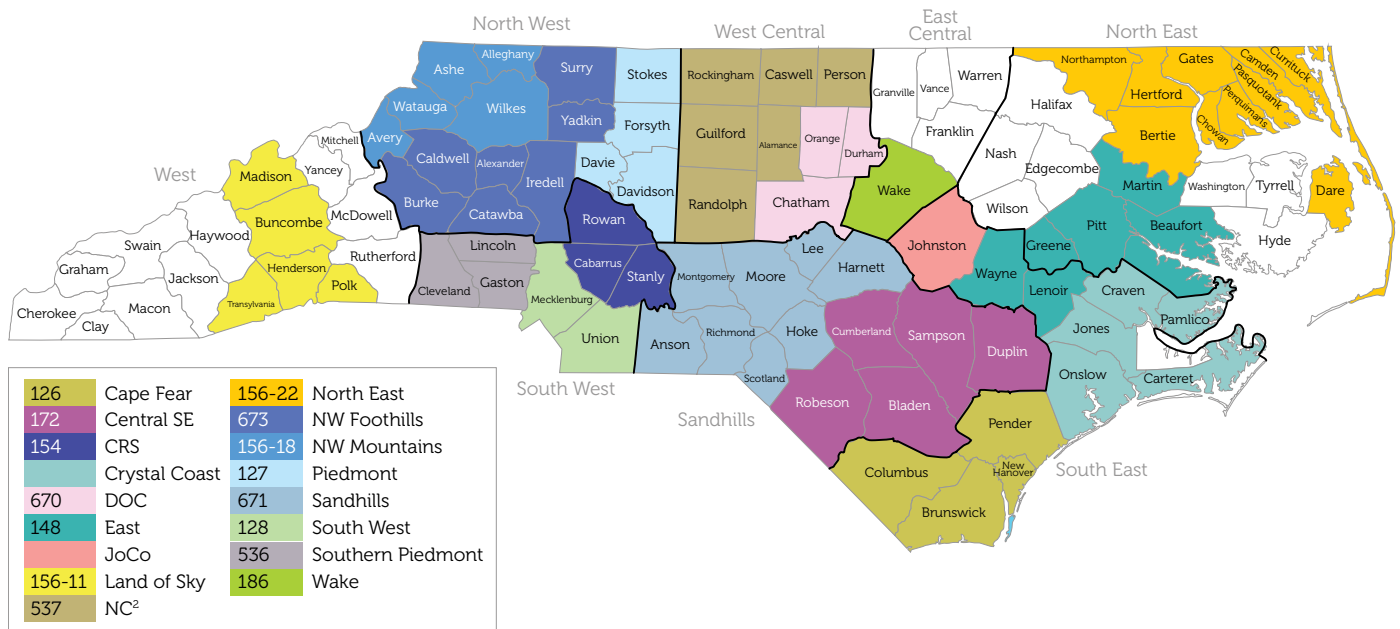 North West
West Central
East
Central
North East
West
South West
Sandhills
South East
Ashe
Alleghany
Surry
Stokes
Watauga
Wilkes
Yadkin
Forsyth
Avery
Caldwell
Alexander
Iredell
Davie
Davidson
Burke
Catawba
Rowan
Rockingham
Caswell
Person
Guilford
Alamance
Orange
Durham
Randolph
Chatham
Granville
Vance
Warren
Franklin
Wake
Halifax
Nash
Edgecombe
Wilson
Johnston
Northampton
Gates
Hertford
Bertie
Camden
Currituck
Pasquotank
Perquimans
Chowan
Martin
Washington
Tyrrell
Dare
Hyde
Beaufort
Pitt
Greene
Wayne
Lenoir
Craven
Pamlico
Jones
Onslow
Carteret
Mitchell
Yancey
Madison
Buncombe
McDowell
Haywood
Swain
Graham
Jackson
Cherokee
Macon
Clay
Henderson
Transylvania
Polk
Rutherford
Cleveland
Lincoln
Gaston
Mecklenburg
Union
Cabarrus
Stanly
Montgomery
Moore
Lee
Harnett
Anson
Richmond
Hoke
Scotland
Cumberland
Sampson
Duplin
Robeson
Bladen
Pender
Columbus
New
Hanover
Brunswick
126 Cape Fear
172 Central SE
154 CRS
Crystal Coast
670 DOC
148 East
JoCo
156-11 Land of Sky
537 NC²
156-22 North East
673 NW Foothills
156-18 NW Mountains
127 Piedmont
671 Sandhills
128 South West
536 Southern Piedmont
186 Wake